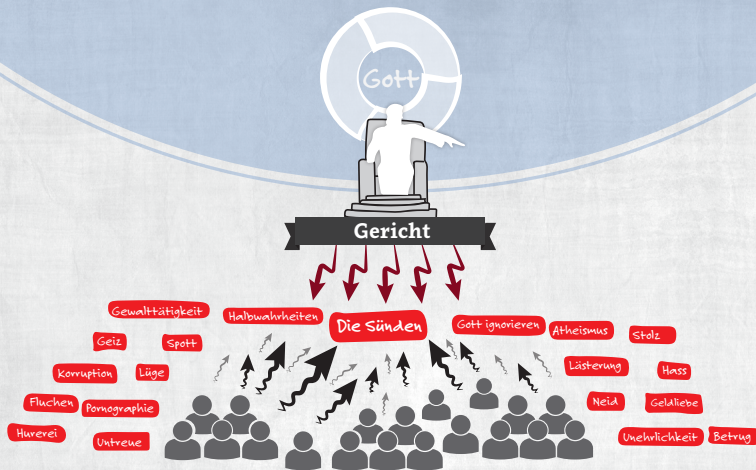 Gott
Gericht
Gewalttätigkeit
Halbwahrheiten
Die Sünden
Gott ignorieren
Atheismus
Stolz
Geiz
Spott
Korruption
Lüge
Lästerung
Hass
Fluchen
Pornographie
Neid
Geldliebe
Hurerei
Untreue
Unehrlichkeit
Betrug